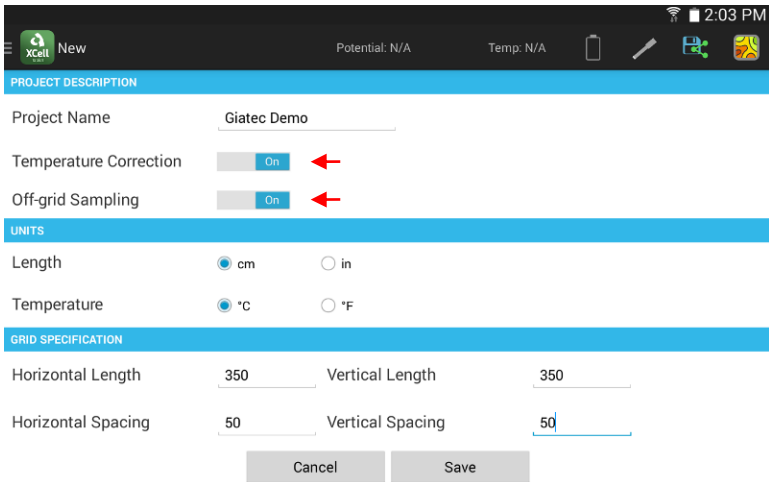 2:03 PM
XCell New Potential: N/A Temp: N/A
PROJECT DESCRIPTION
Project Name Giatec Demo
Temperature Correction On
Off-grid Sampling On
UNITS
Length cm in
Temperature °C °F
GRID SPECIFICATION
Horizontal Length 350 Vertical Length 350
Horizontal Spacing 50 Vertical Spacing 50
Cancel Save